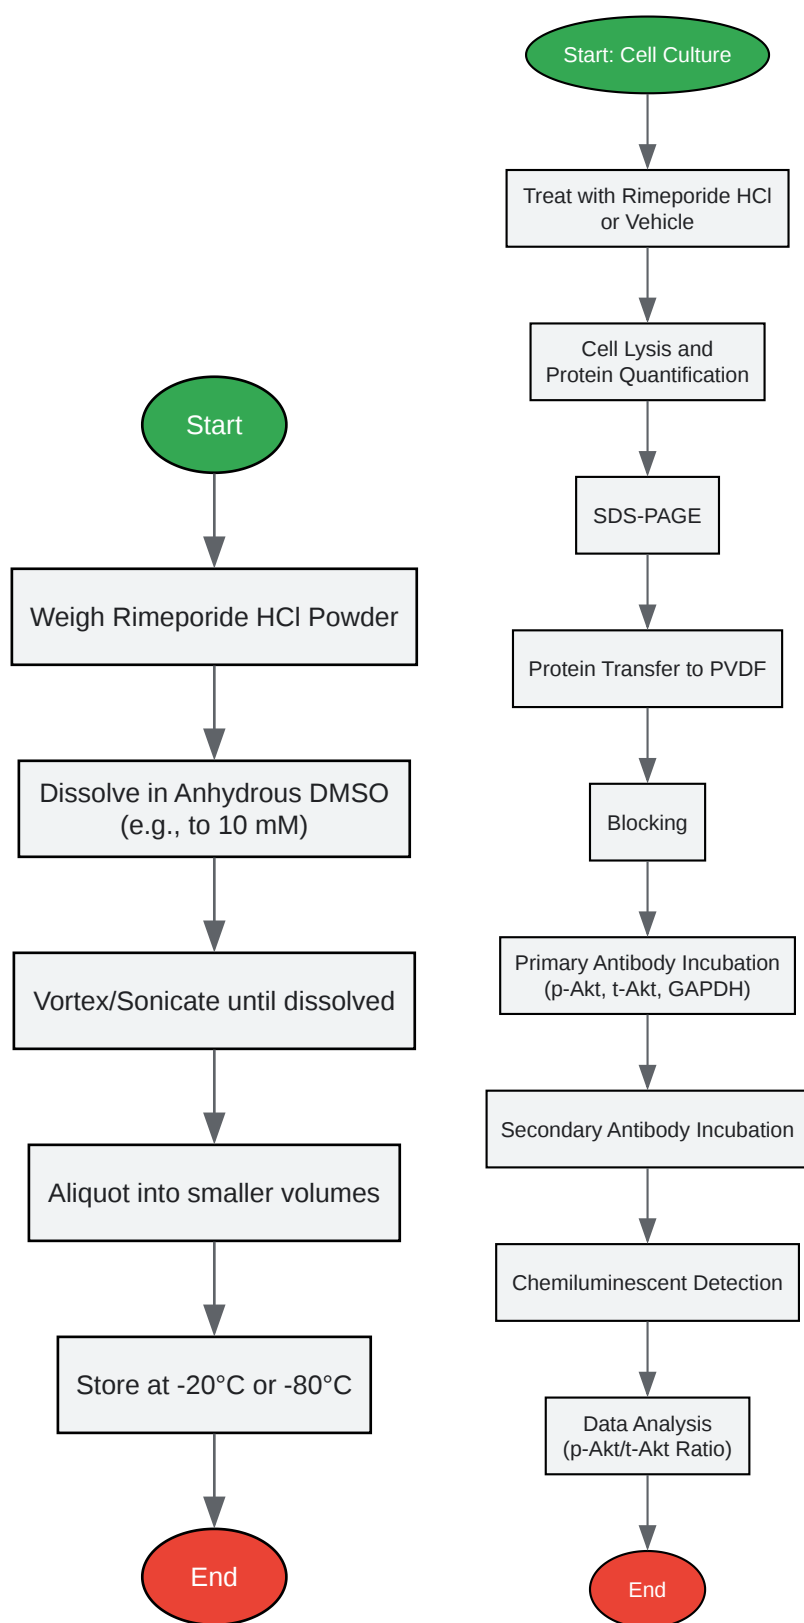 Start
Weigh Rimeporide HCl Powder
Dissolve in Anhydrous DMSO
(e.g., to 10 mM)
Vortex/Sonicate until dissolved
Aliquot into smaller volumes
Store at -20°C or -80°C
End
Start: Cell Culture
Treat with Rimeporide HCl
or Vehicle
Cell Lysis and
Protein Quantification
SDS-PAGE
Protein Transfer to PVDF
Blocking
Primary Antibody Incubation
(p-Akt, t-Akt, GAPDH)
Secondary Antibody Incubation
Chemiluminescent Detection
Data Analysis
(p-Akt/t-Akt Ratio)
End